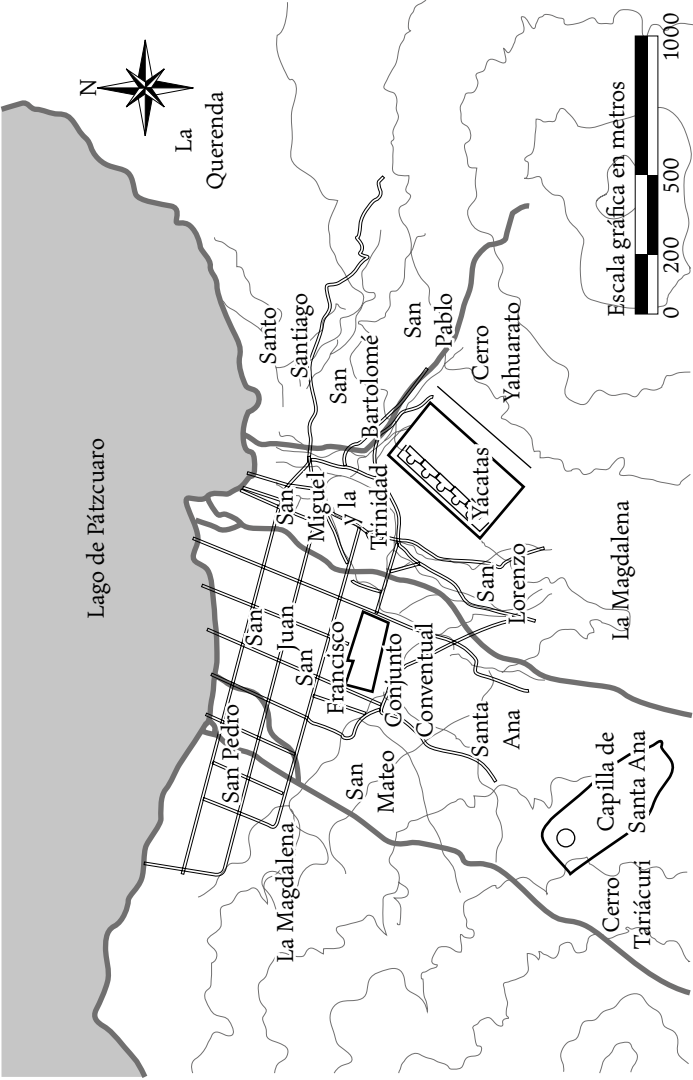 Lago de Pátzcuaro
N
La
Querenda
Santo
Santiago
San
Bartolomé
San
Pablo
Cerro
Yahuarato
San
Miguel
y la
Trinidad
Yácatas
San
Juan
San
Francisco
Conjunto
Conventual
San
Lorenzo
La Magdalena
San Pedro
San
Mateo
Santa
Ana
La Magdalena
Capilla de
Santa Ana
Cerro
Tariácuri
Escala gráfica en metros
0 200 500 1000